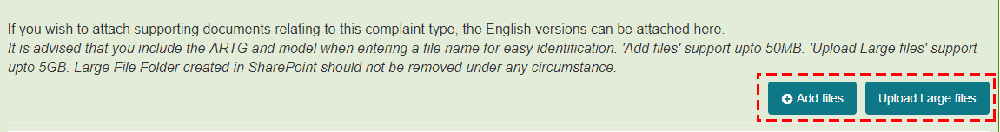 If you wish to attach supporting documents relating to this complaint type, the English versions can be attached here.
It is advised that you include the ARTG and model when entering a file name for easy identification. 'Add files' support upto 50MB. 'Upload Large files' support
upto 5GB. Large File Folder created in SharePoint should not be removed under any circumstance.
Add files Upload Large files